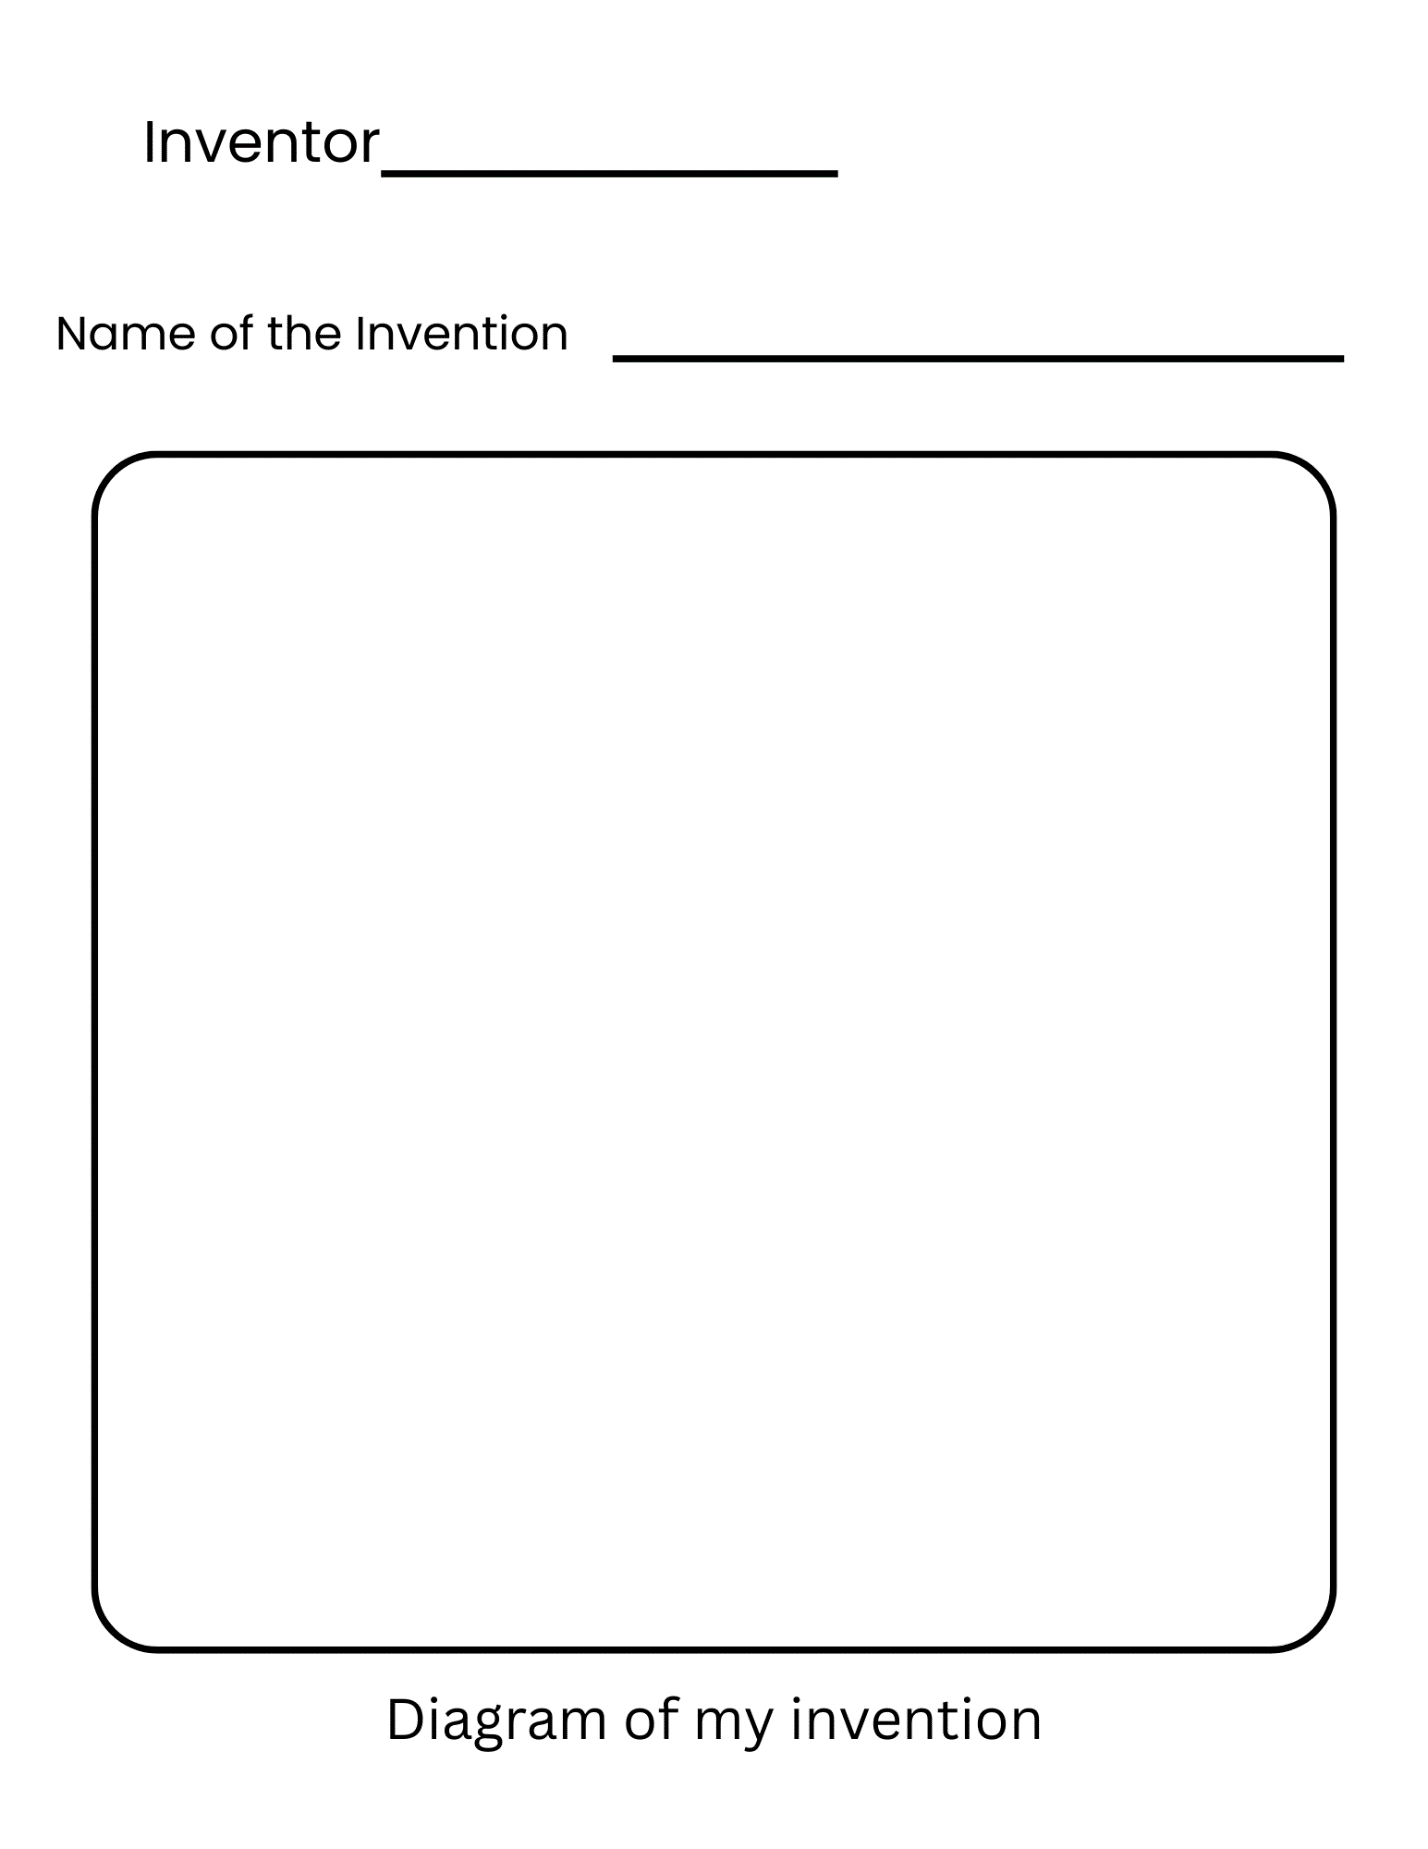 Inventor
Name of the Invention
Diagram of my invention